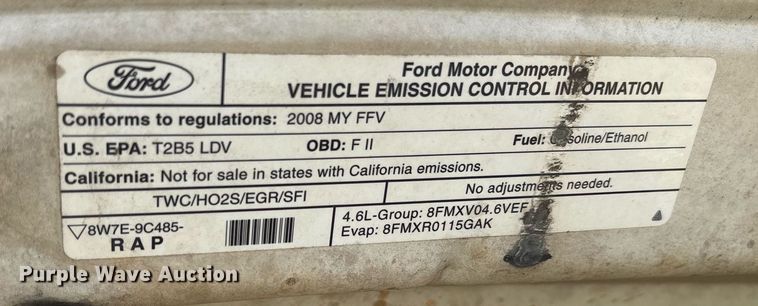 Ford
Ford Motor Company
VEHICLE EMISSION CONTROL INFORMATION
Conforms to regulations: 2008 MY FFV
U.S. EPA: T2B5 LDV OBD: F II Fuel: Gasoline/Ethanol
California: Not for sale in states with California emissions.
TWC/HO2S/EGR/SFI
No adjustments needed.
8W7E-9C485-
RAP
4.6L-Group: 8FMXV04.6VEF
Evap: 8FMXR0115GAK
Purple Wave Auction